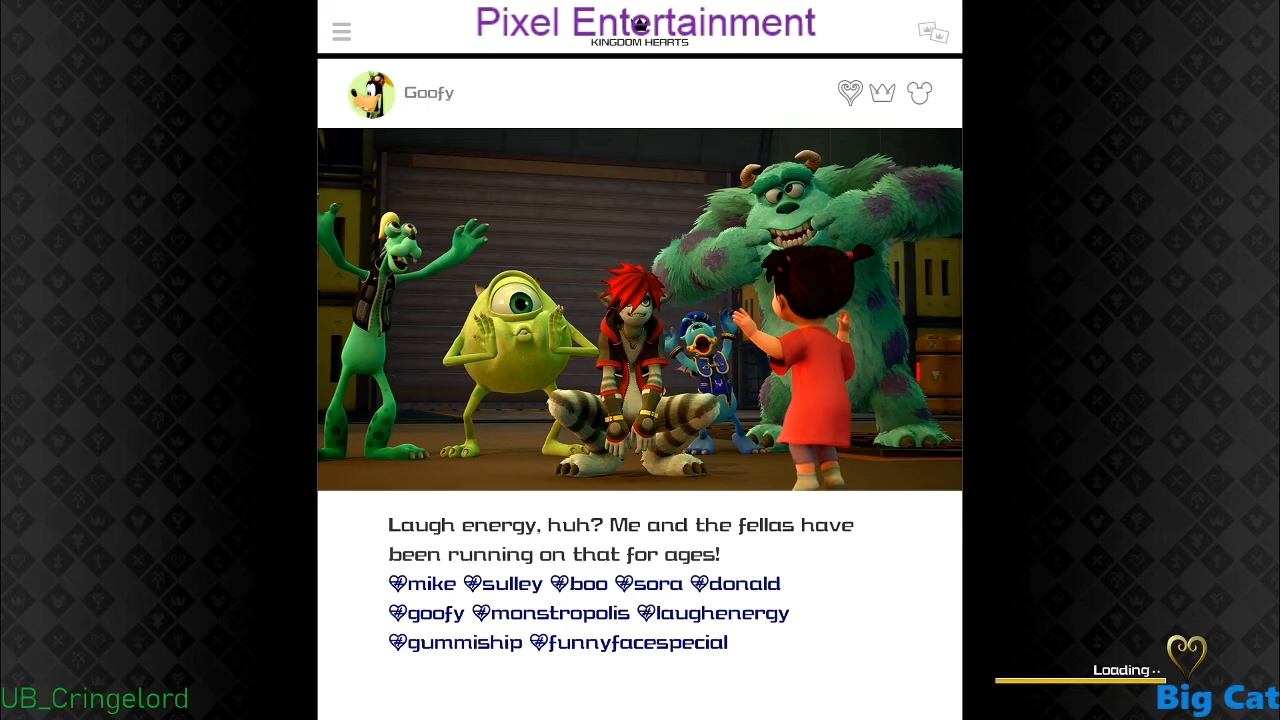 Pixel Entertainment
KINGDOM HEARTS
Goofy
Laugh energy, huh? Me and the fellas have
been running on that for ages!
mike sulley boo sora donald
goofy monstropolis laughenergy
gummiship funnyfacespecial
Loading..
UB_Cringelord
Big Cat